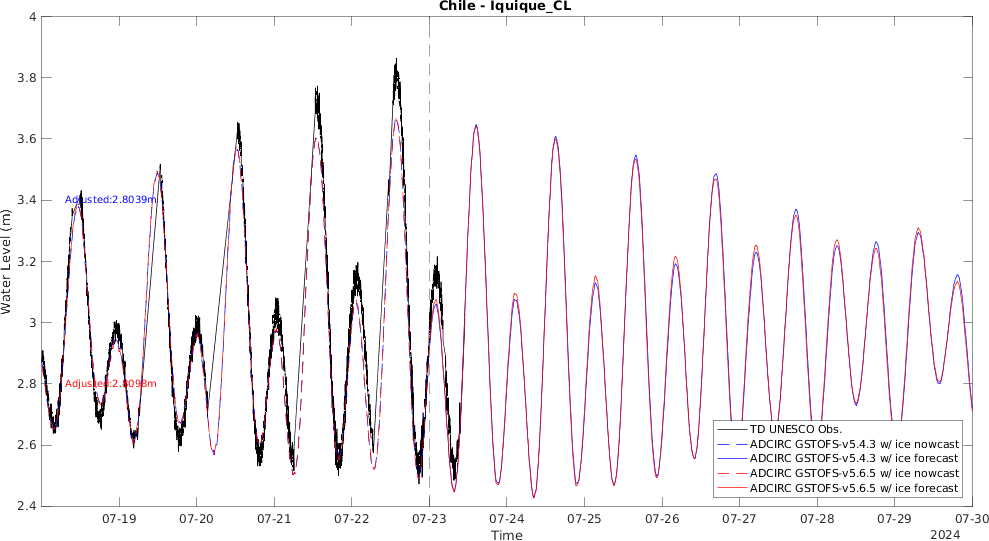 Chile - Iquique_CL
4
3.8
3.6
3.4
3.2
3
2.8
2.6
2.4
Water Level (m)
Adjusted:2.8039m
Adjusted:2.8098m
TD UNESCO Obs.
ADCIRC GSTOFS-v5.4.3 w/ ice nowcast
ADCIRC GSTOFS-v5.4.3 w/ ice forecast
ADCIRC GSTOFS-v5.6.5 w/ ice nowcast
ADCIRC GSTOFS-v5.6.5 w/ ice forecast
07-19 07-20 07-21 07-22 07-23 07-24 07-25 07-26 07-27 07-28 07-29 07-30
Time
2024